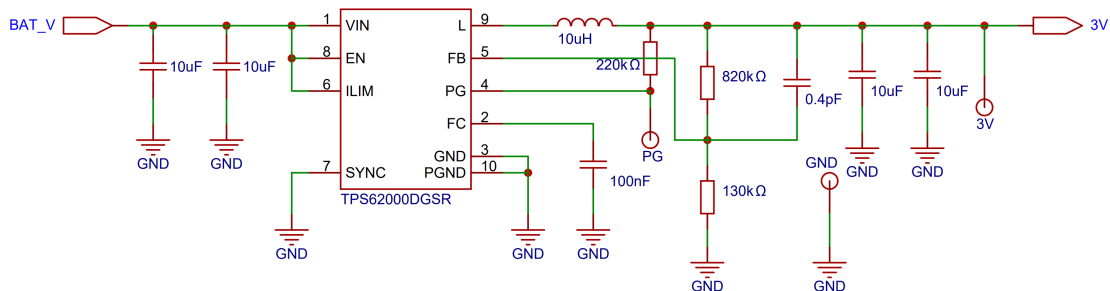 BAT_V
10uF
10uF
GND
GND
1
VIN
8
EN
6
ILIM
7
SYNC
GND
L
9
FB
5
PG
4
FC
2
GND
3
PGND
10
TPS62000DGSR
GND
100nF
GND
10uH
220kΩ
PG
820kΩ
130kΩ
GND
0.4pF
GND
GND
10uF
GND
10uF
GND
3V
3V